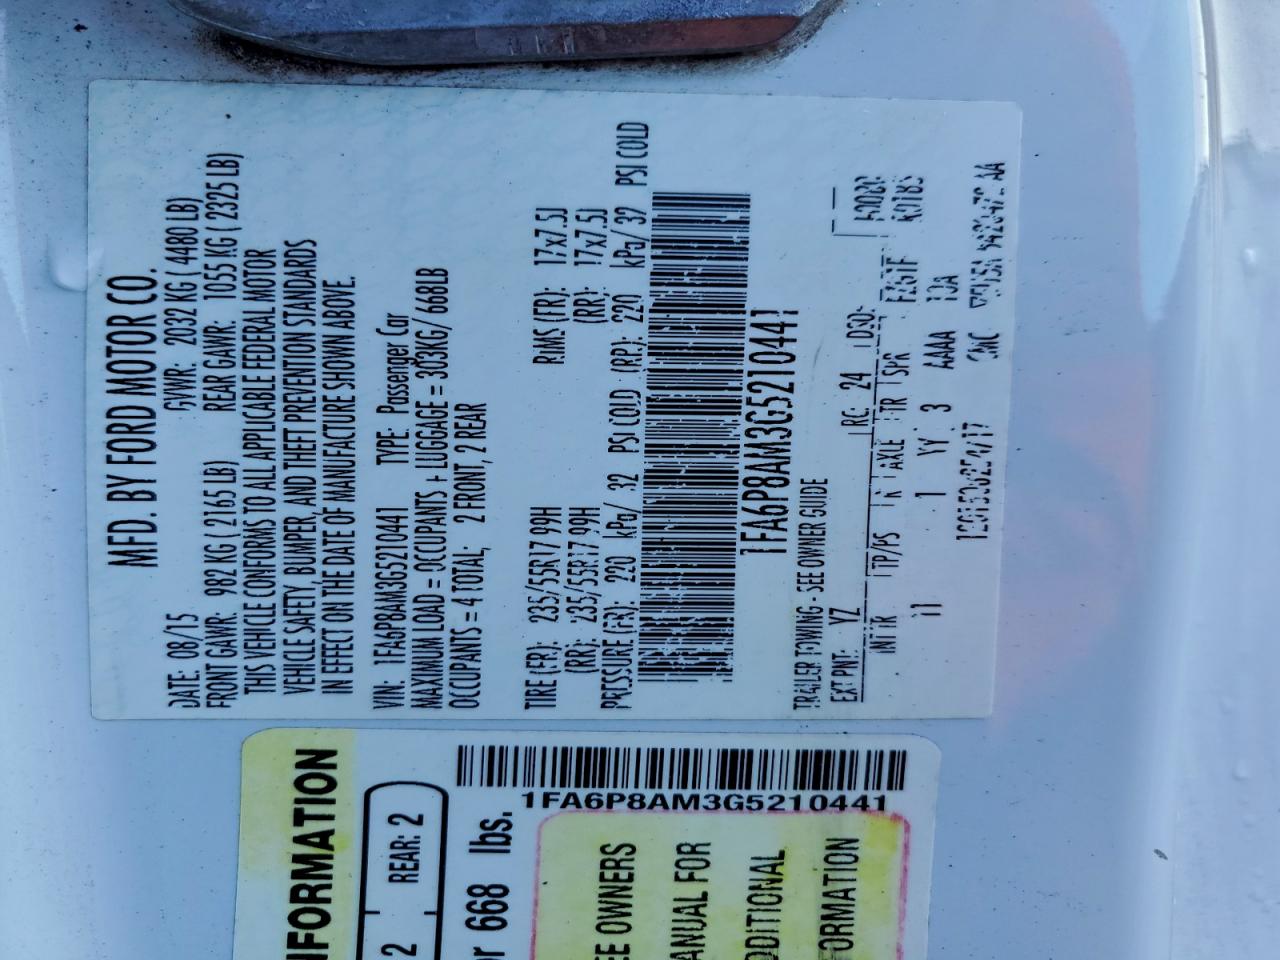 MFD. BY FORD MOTOR CO.
DATE: 08/15 GVWR: 2032 KG ( 4480 LB)
FRONT GAWR: 982 KG ( 2165 LB) REAR GAWR: 1055 KG ( 2325 LB)
THIS VEHICLE CONFORMS TO ALL APPLICABLE FEDERAL MOTOR
VEHICLE SAFETY, BUMPER, AND THEFT PREVENTION STANDARDS
IN EFFECT ON THE DATE OF MANUFACTURE SHOWN ABOVE.
VIN: 1FA6P8AM3G5210441 TYPE: Passenger Car
MAXIMUM LOAD = OCCUPANTS + LUGGAGE = 303KG/ 668LB
OCCUPANTS = 4 TOTAL; 2 FRONT, 2 REAR
TIRE (FR): 235/55R17 99H RIMS (FR): 17x7.5J
(RR): 235/55R17 99H (RR): 17x7.5J
PRESSURE (FR): 220 kPa/ 32 PSI COLD (RR): 220 kPa/ 32 PSI COLD
1FA6P8AM3G5210441
TRAILER TOWING - SEE OWNER GUIDE
EXT PNT: YZ RC: 24 DSO:
INT TR TP/PS R AXLE TR SPR
11 1 YY 3 AAAA
INFORMATION
2 REAR: 2
or 668 lbs.
1FA6P8AM3G5210441
EE OWNERS
ANUAL FOR
DDITIONAL
FORMATION